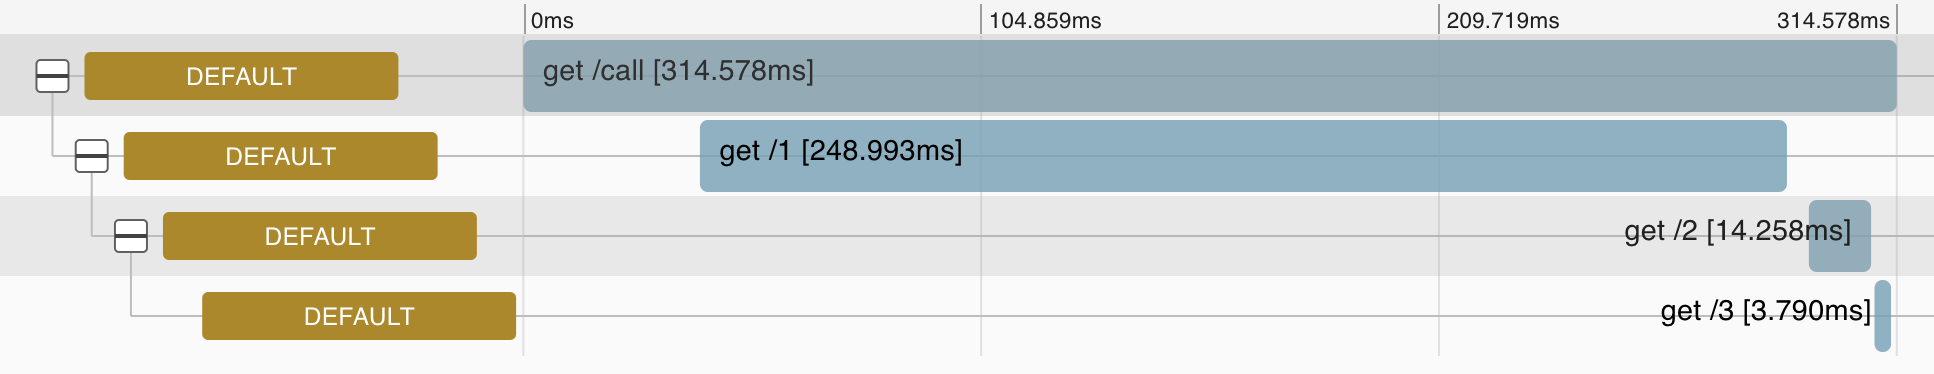 0ms 104.859ms 209.719ms 314.578ms
DEFAULT get /call [314.578ms]
DEFAULT get /1 [248.993ms]
DEFAULT get /2 [14.258ms]
DEFAULT get /3 [3.790ms]